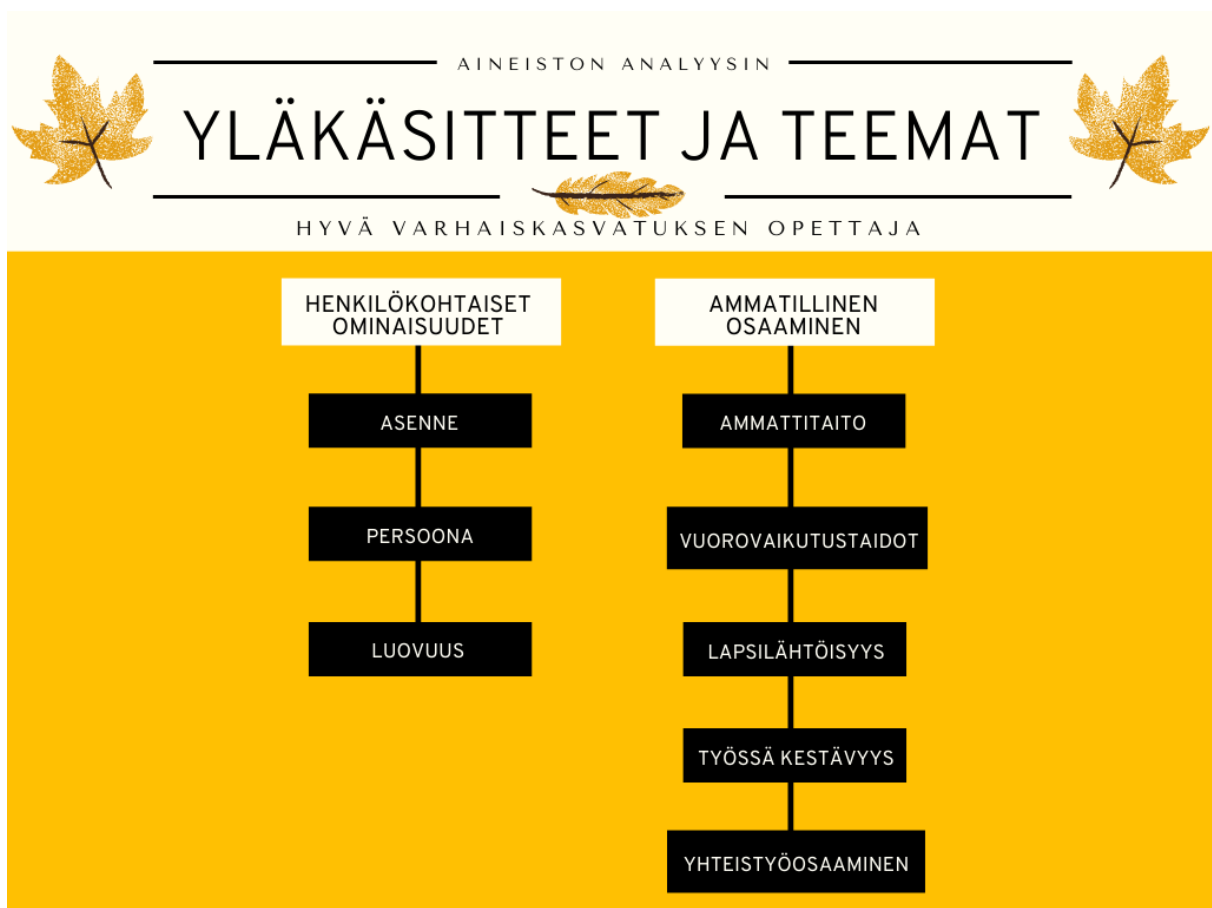 AINEISTON ANALYYSIN
YLÄKÄSITTEET JA TEEMAT
HYVÄ VARHAISKASVATUKSEN OPETTAJA
HENKILÖKOHTAISET
OMINAISUUDET
ASENNE
PERSOONA
LUOVUUS
AMMATILLINEN
OSAAMINEN
AMMATTITAITO
VUOROVAIKUTUSTAIDOT
LAPSILÄHTÖISYYS
TYÖSSÄ KESTÄVYYS
YHTEISTYÖOSAAMINEN